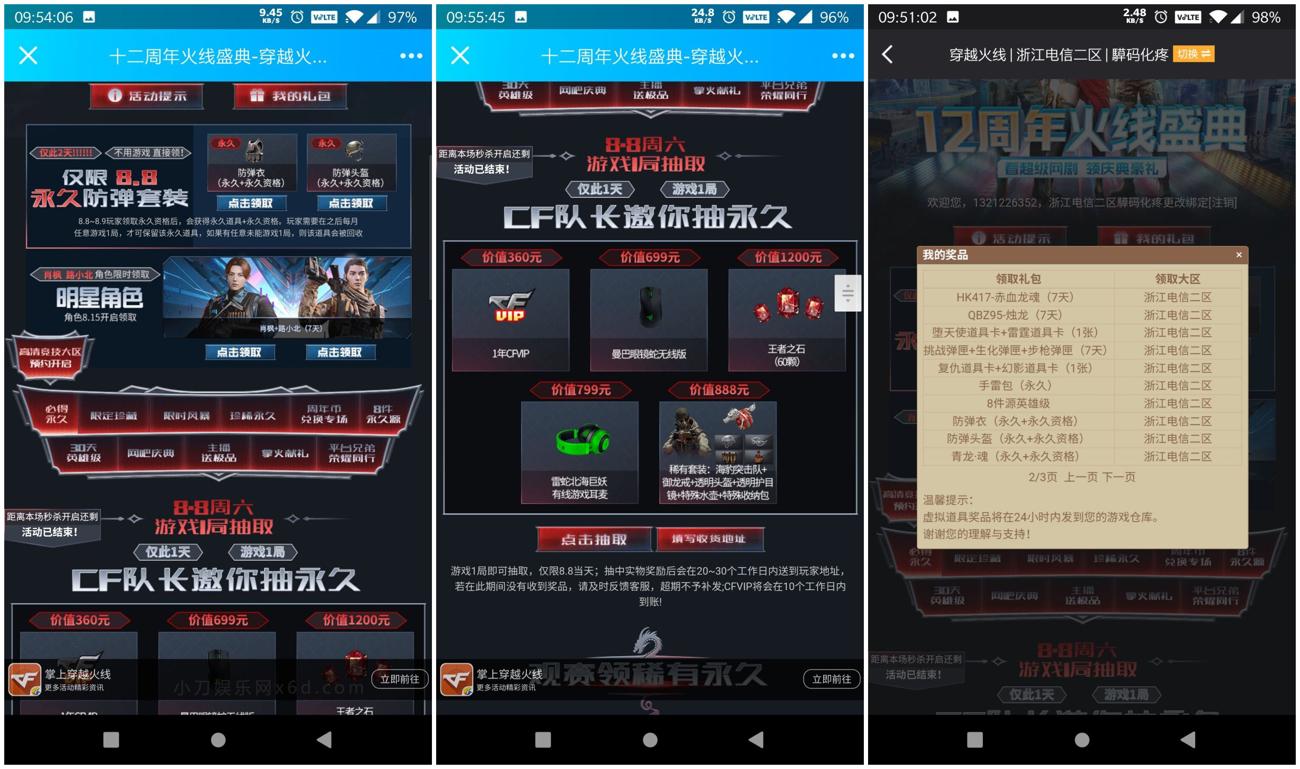 09:54:06
9.45 KB/S
VoLTE
97%
十二周年火线盛典-穿越火...
活动提示
我的礼包
仅此2天!!!!!!
不用游戏 直接领!
仅限 8.8
永久防弹套装
永久
防弹衣
(永久+永久资格)
点击领取
永久
防弹头盔
(永久+永久资格)
点击领取
8.8~8.9玩家领取永久资格后，会获得永久道具+永久资格。玩家需要在之后每月
任意游戏1局，才可保留该永久道具，如果有任意未能游戏1局，则该道具会被回收
肖枫 路小北 角色限时领取
明星角色
角色8.15开启领取
肖枫+路小北（7天）
点击领取
点击领取
高清竞技大区
预约开启
必得永久
限定珍藏
限时风暴
珍稀永久
周年币兑换专场
8件永久源
30天英雄级
网吧庆典
主播送极品
拿火献礼
平台兄弟荣耀同行
距离本场秒杀开启还剩
活动已结束!
8·8周六
游戏1局抽取
仅此1天
游戏1局
CF队长邀你抽永久
价值360元
价值699元
价值1200元
掌上穿越火线
更多活动精彩资讯
小刀娱乐网x6d.com
立即前往
王者之石
09:55:45
24.8 KB/S
VoLTE
96%
十二周年火线盛典-穿越火...
30天英雄级
网吧庆典
主播送极品
拿火献礼
平台兄弟荣耀同行
距离本场秒杀开启还剩
活动已结束!
8·8周六
游戏1局抽取
仅此1天
游戏1局
CF队长邀你抽永久
价值360元
价值699元
价值1200元
CF
VIP
1年CFVIP
曼巴眼镜蛇无线版
王者之石
(60颗)
价值799元
价值888元
雷蛇北海巨妖
有线游戏耳麦
稀有套装：海豹突击队+
御龙戒+透明头盔+透明护目
镜+特殊水壶+特殊收纳包
点击抽取
填写收货地址
游戏1局即可抽取，仅限8.8当天；抽中实物奖励后会在20~30个工作日内送到玩家地址，
若在此期间没有收到奖品，请及时反馈客服，超期不予补发;CFVIP将会在10个工作日内
到账!
观赛领稀有永久
掌上穿越火线
更多活动精彩资讯
立即前往
09:51:02
2.48 KB/S
VoLTE
98%
穿越火线 | 浙江电信二区 | 驆码化疼
切换
12周年火线盛典
看超级网剧 领庆典豪礼
欢迎您，1321226352，浙江电信二区驆码化疼更改绑定[注销]
活动提示
我的礼包
我的奖品
×
领取礼包 领取大区
HK417-赤血龙魂（7天） 浙江电信二区
QBZ95-烛龙（7天） 浙江电信二区
堕天使道具卡+雷霆道具卡（1张） 浙江电信二区
挑战弹匣+生化弹匣+步枪弹匣（7天） 浙江电信二区
复仇道具卡+幻影道具卡（1张） 浙江电信二区
手雷包（永久） 浙江电信二区
8件源英雄级 浙江电信二区
防弹衣（永久+永久资格） 浙江电信二区
防弹头盔（永久+永久资格） 浙江电信二区
青龙·魂（永久+永久资格） 浙江电信二区
2/3页 上一页 下一页
温馨提示：
虚拟道具奖品将在24小时内发到您的游戏仓库。
谢谢您的理解与支持！
必得永久
限定珍藏
限时风暴
珍稀永久
周年币兑换专场
8件永久源
30天英雄级
网吧庆典
主播送极品
拿火献礼
平台兄弟荣耀同行
距离本场秒杀开启还剩
活动已结束!
8·8周六
游戏1局抽取
仅此1天
游戏1局